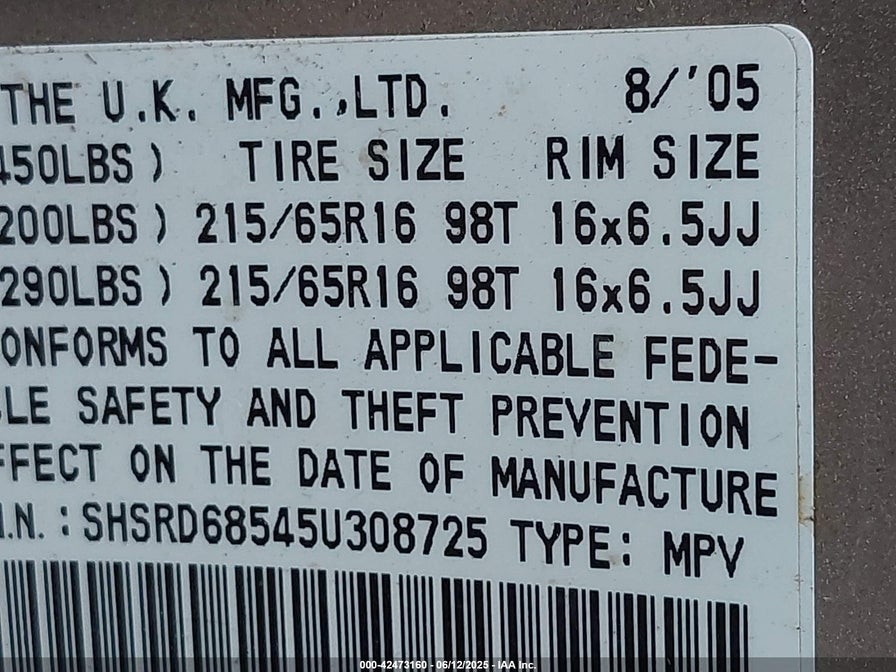 THE U.K. MFG.,LTD. 8/'05
450LBS) TIRE SIZE RIM SIZE
200LBS) 215/65R16 98T 16x6.5JJ
290LBS) 215/65R16 98T 16x6.5JJ
ONFORMS TO ALL APPLICABLE FEDE-
LE SAFETY AND THEFT PREVENTION
FFECT ON THE DATE OF MANUFACTURE
I.N.:SHSRD68545U308725 TYPE: MPV
000-42473160 - 06/12/2025 - IAA Inc.